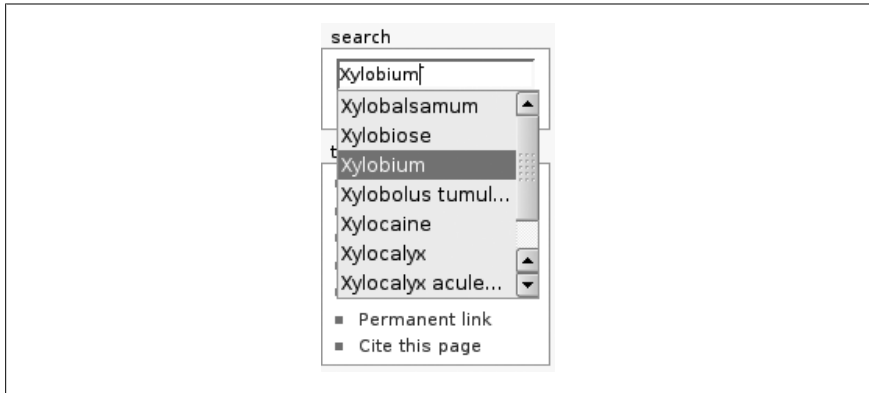 search
Xylobium
Xylobalsamum
Xylobiose
t
Xylobium
Xylobolus tumul...
Xylocaine
Xylocalyx
Xylocalyx acule...
Permanent link
Cite this page